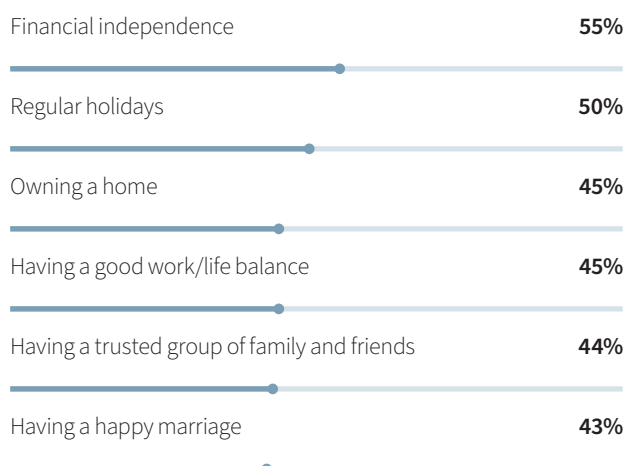 Financial independence 55%
Regular holidays 50%
Owning a home 45%
Having a good work/life balance 45%
Having a trusted group of family and friends 44%
Having a happy marriage 43%